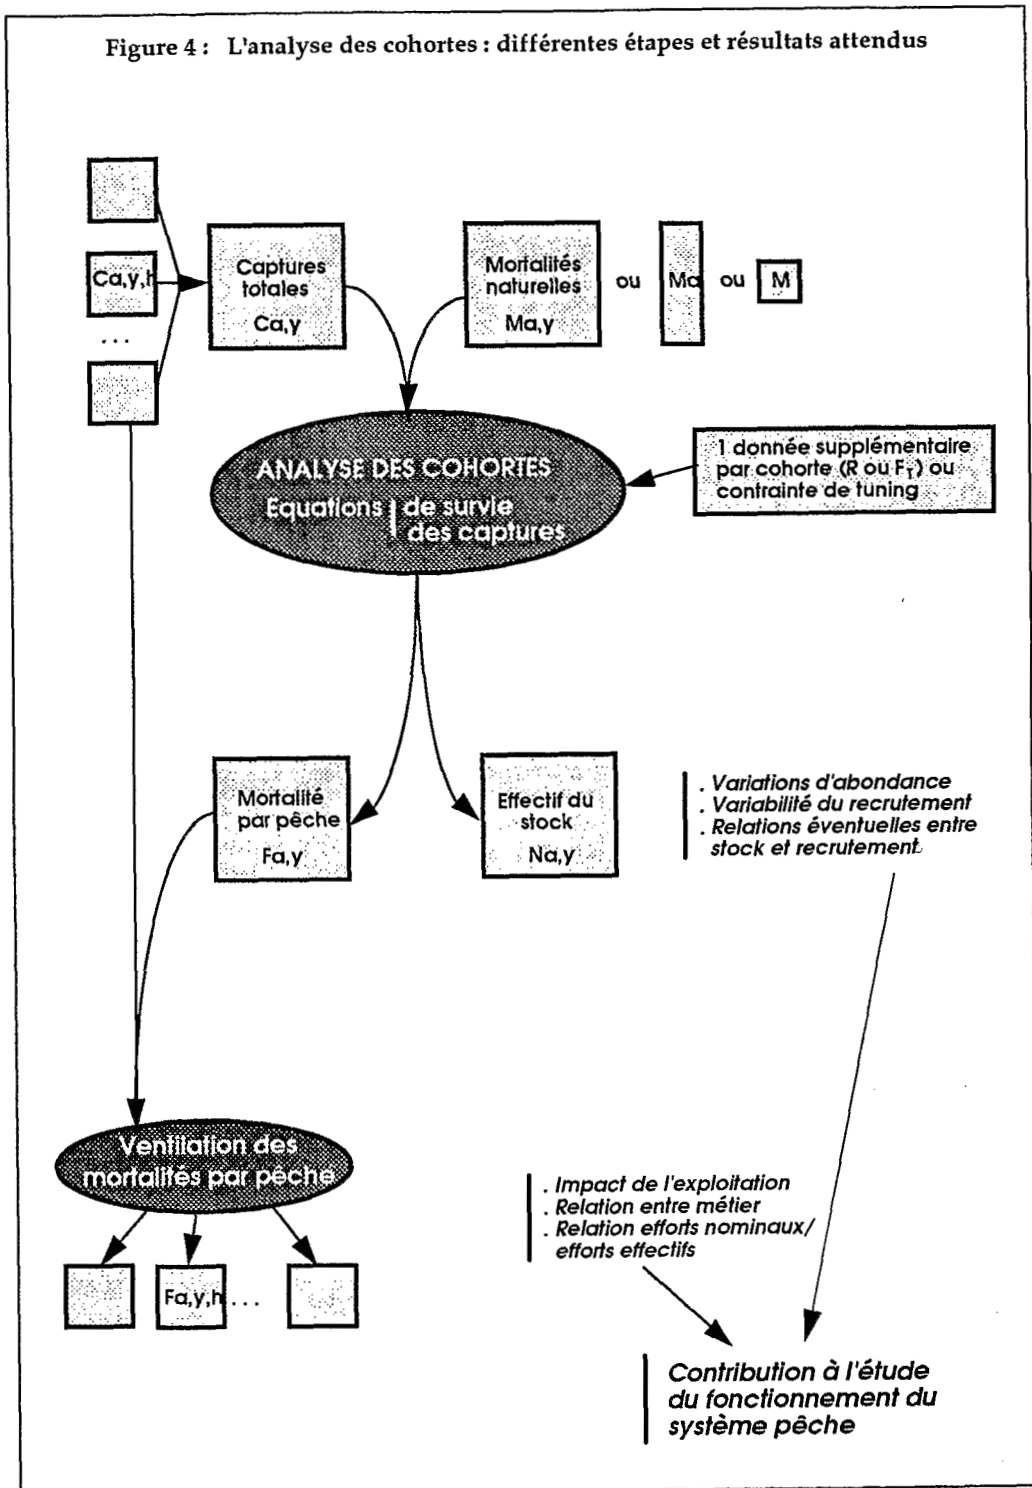 Figure 4 : L'analyse des cohortes : différentes étapes et résultats attendus
Ca,y,h
...
Captures
totales
Ca,y
Mortalités
naturelles
Ma,y
ou
Ma
ou
M
ANALYSE DES COHORTES
Equations | de survie
des captures
1 donnée supplémentaire
par cohorte (R ou FT) ou
contrainte de tuning
Mortalité
par pêche
Fa,y
Effectif du
stock
Na,y
. Variations d'abondance
. Variabilité du recrutement
. Relations éventuelles entre
stock et recrutement
Ventilation des
mortalités par pêche
Fa,y,h
...
. Impact de l'exploitation
. Relation entre métier
. Relation efforts nominaux/
efforts effectifs
Contribution à l'étude
du fonctionnement du
système pêche